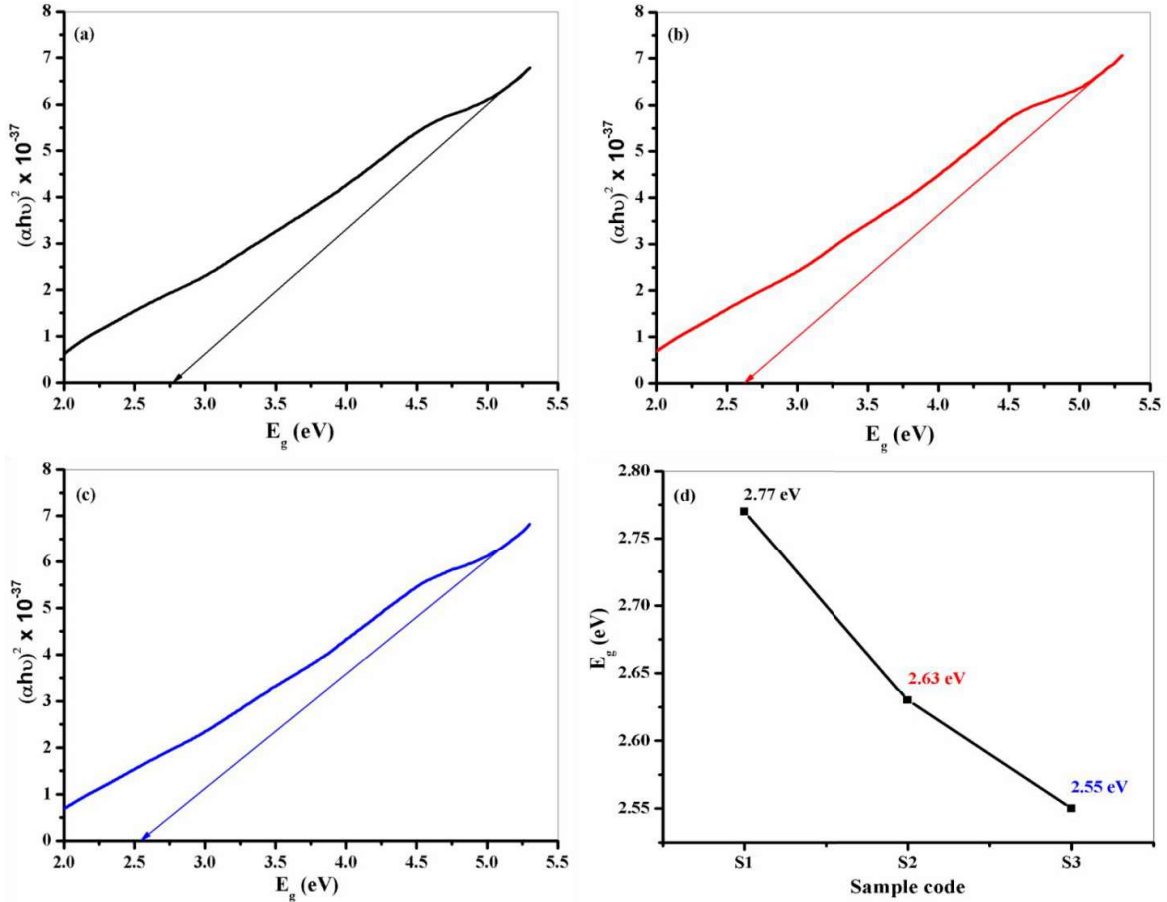 (a)
8
7
6
5
4
3
2
1
0
(αhυ)² x 10⁻³⁷
2.0 2.5 3.0 3.5 4.0 4.5 5.0 5.5
E_g (eV)
(b)
8
7
6
5
4
3
2
1
0
(αhυ)² x 10⁻³⁷
2.0 2.5 3.0 3.5 4.0 4.5 5.0 5.5
E_g (eV)
(c)
8
7
6
5
4
3
2
1
0
(αhυ)² x 10⁻³⁷
2.0 2.5 3.0 3.5 4.0 4.5 5.0 5.5
E_g (eV)
(d)
2.80
2.75
2.70
2.65
2.60
2.55
E_g (eV)
2.77 eV
2.63 eV
2.55 eV
S1 S2 S3
Sample code